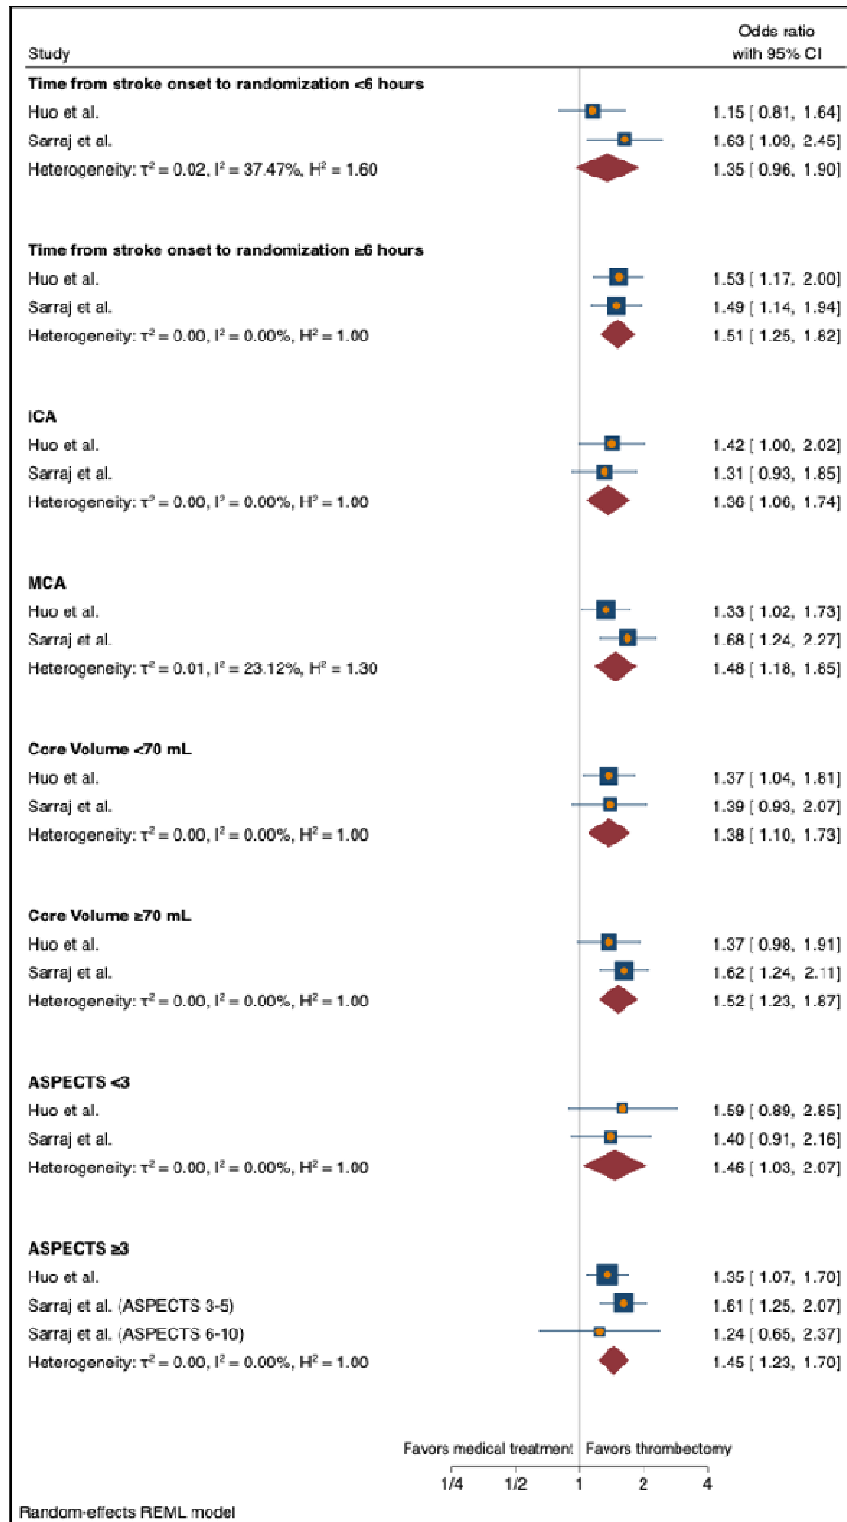 Odds ratio
Study with 95% CI
Time from stroke onset to randomization <6 hours
Huo et al. 1.15 [ 0.81, 1.64]
Sarraj et al. 1.63 [ 1.09, 2.45]
Heterogeneity: τ² = 0.02, I² = 37.47%, H² = 1.60 1.35 [ 0.96, 1.90]
Time from stroke onset to randomization ≥6 hours
Huo et al. 1.53 [ 1.17, 2.00]
Sarraj et al. 1.49 [ 1.14, 1.94]
Heterogeneity: τ² = 0.00, I² = 0.00%, H² = 1.00 1.51 [ 1.25, 1.82]
ICA
Huo et al. 1.42 [ 1.00, 2.02]
Sarraj et al. 1.31 [ 0.93, 1.85]
Heterogeneity: τ² = 0.00, I² = 0.00%, H² = 1.00 1.36 [ 1.06, 1.74]
MCA
Huo et al. 1.33 [ 1.02, 1.73]
Sarraj et al. 1.68 [ 1.24, 2.27]
Heterogeneity: τ² = 0.01, I² = 23.12%, H² = 1.30 1.48 [ 1.18, 1.85]
Core Volume <70 mL
Huo et al. 1.37 [ 1.04, 1.81]
Sarraj et al. 1.39 [ 0.93, 2.07]
Heterogeneity: τ² = 0.00, I² = 0.00%, H² = 1.00 1.38 [ 1.10, 1.73]
Core Volume ≥70 mL
Huo et al. 1.37 [ 0.98, 1.91]
Sarraj et al. 1.62 [ 1.24, 2.11]
Heterogeneity: τ² = 0.00, I² = 0.00%, H² = 1.00 1.52 [ 1.23, 1.87]
ASPECTS <3
Huo et al. 1.59 [ 0.89, 2.85]
Sarraj et al. 1.40 [ 0.91, 2.16]
Heterogeneity: τ² = 0.00, I² = 0.00%, H² = 1.00 1.46 [ 1.03, 2.07]
ASPECTS ≥3
Huo et al. 1.35 [ 1.07, 1.70]
Sarraj et al. (ASPECTS 3-5) 1.61 [ 1.25, 2.07]
Sarraj et al. (ASPECTS 6-10) 1.24 [ 0.65, 2.37]
Heterogeneity: τ² = 0.00, I² = 0.00%, H² = 1.00 1.45 [ 1.23, 1.70]
Favors medical treatment Favors thrombectomy
1/4 1/2 1 2 4
Random-effects REML model